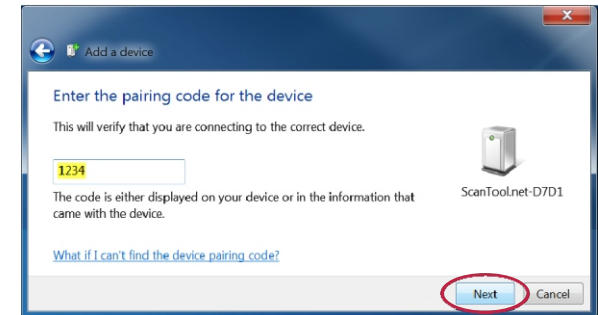 Add a device
Enter the pairing code for the device
This will verify that you are connecting to the correct device.
1234
The code is either displayed on your device or in the information that
came with the device.
ScanTool.net-D7D1
What if I can't find the device pairing code?
Next Cancel